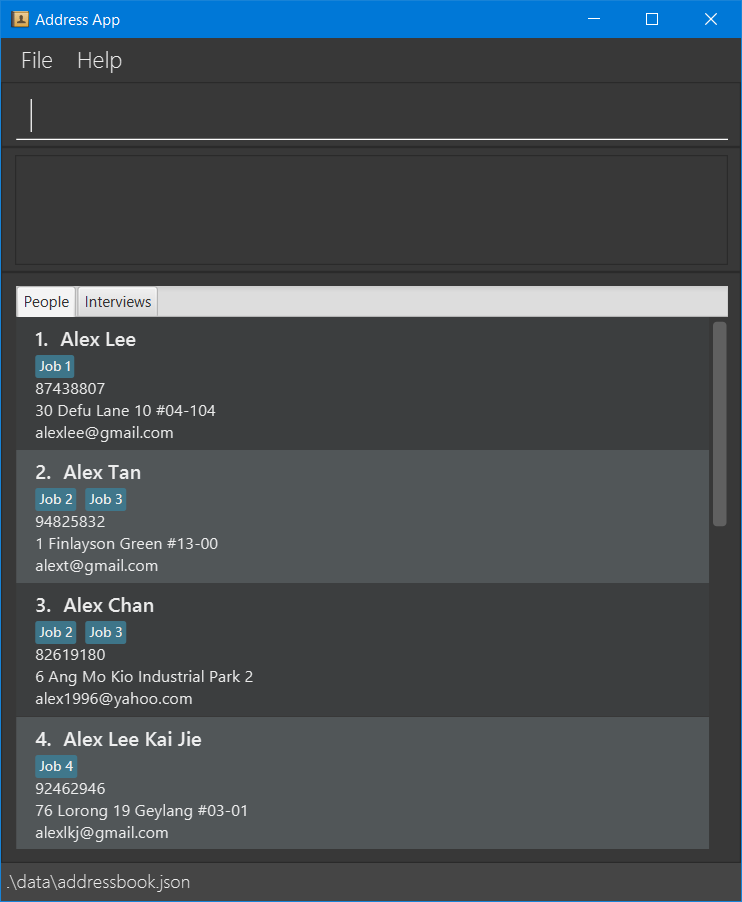 Address App
File Help
People Interviews
1. Alex Lee
Job 1
87438807
30 Defu Lane 10 #04-104
alexlee@gmail.com
2. Alex Tan
Job 2 Job 3
94825832
1 Finlayson Green #13-00
alext@gmail.com
3. Alex Chan
Job 2 Job 3
82619180
6 Ang Mo Kio Industrial Park 2
alex1996@yahoo.com
4. Alex Lee Kai Jie
Job 4
92462946
76 Lorong 19 Geylang #03-01
alexlkj@gmail.com
.\data\addressbook.json